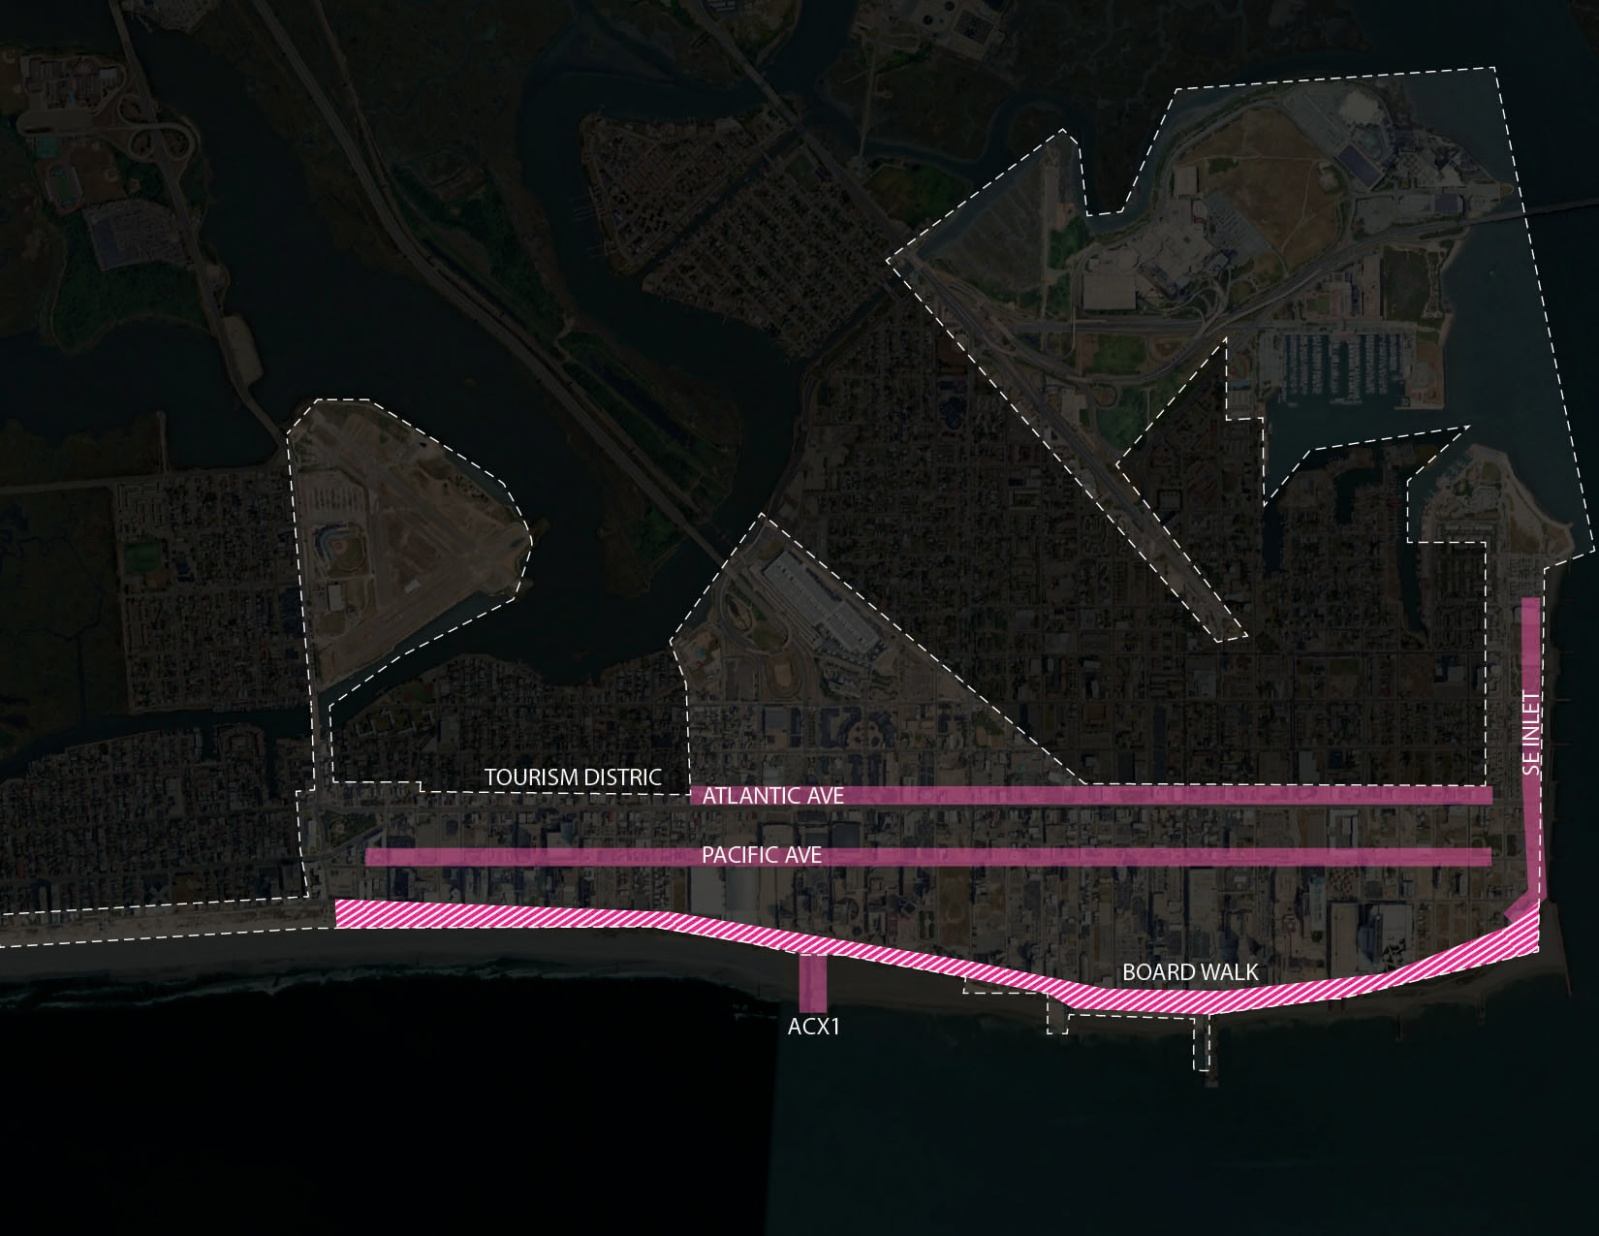 TOURISM DISTRIC
ATLANTIC AVE
PACIFIC AVE
SE INLET
BOARD WALK
ACX1